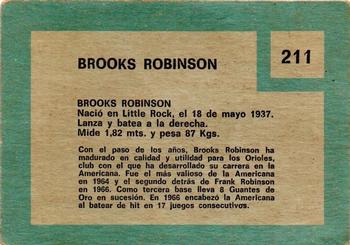 BROOKS ROBINSON
211
BROOKS ROBINSON
Nació en Little Rock, el 18 de mayo 1937.
Lanza y batea a la derecha.
Mide 1,82 mts. y pesa 87 Kgs.
Con el paso de los años, Brooks Robinson ha
madurado en calidad y utilidad para los Orioles,
club con el que ha desarrollado su carrera en la
Americana. Fue el más valioso de la Americana en
1964 y el segundo detrás de Frank Robinson en
1966. Como tercera base lleva 8 Guantes de
Oro en sucesión. En 1966 encabezó la Americana
al batear de hit en 17 juegos consecutivos.